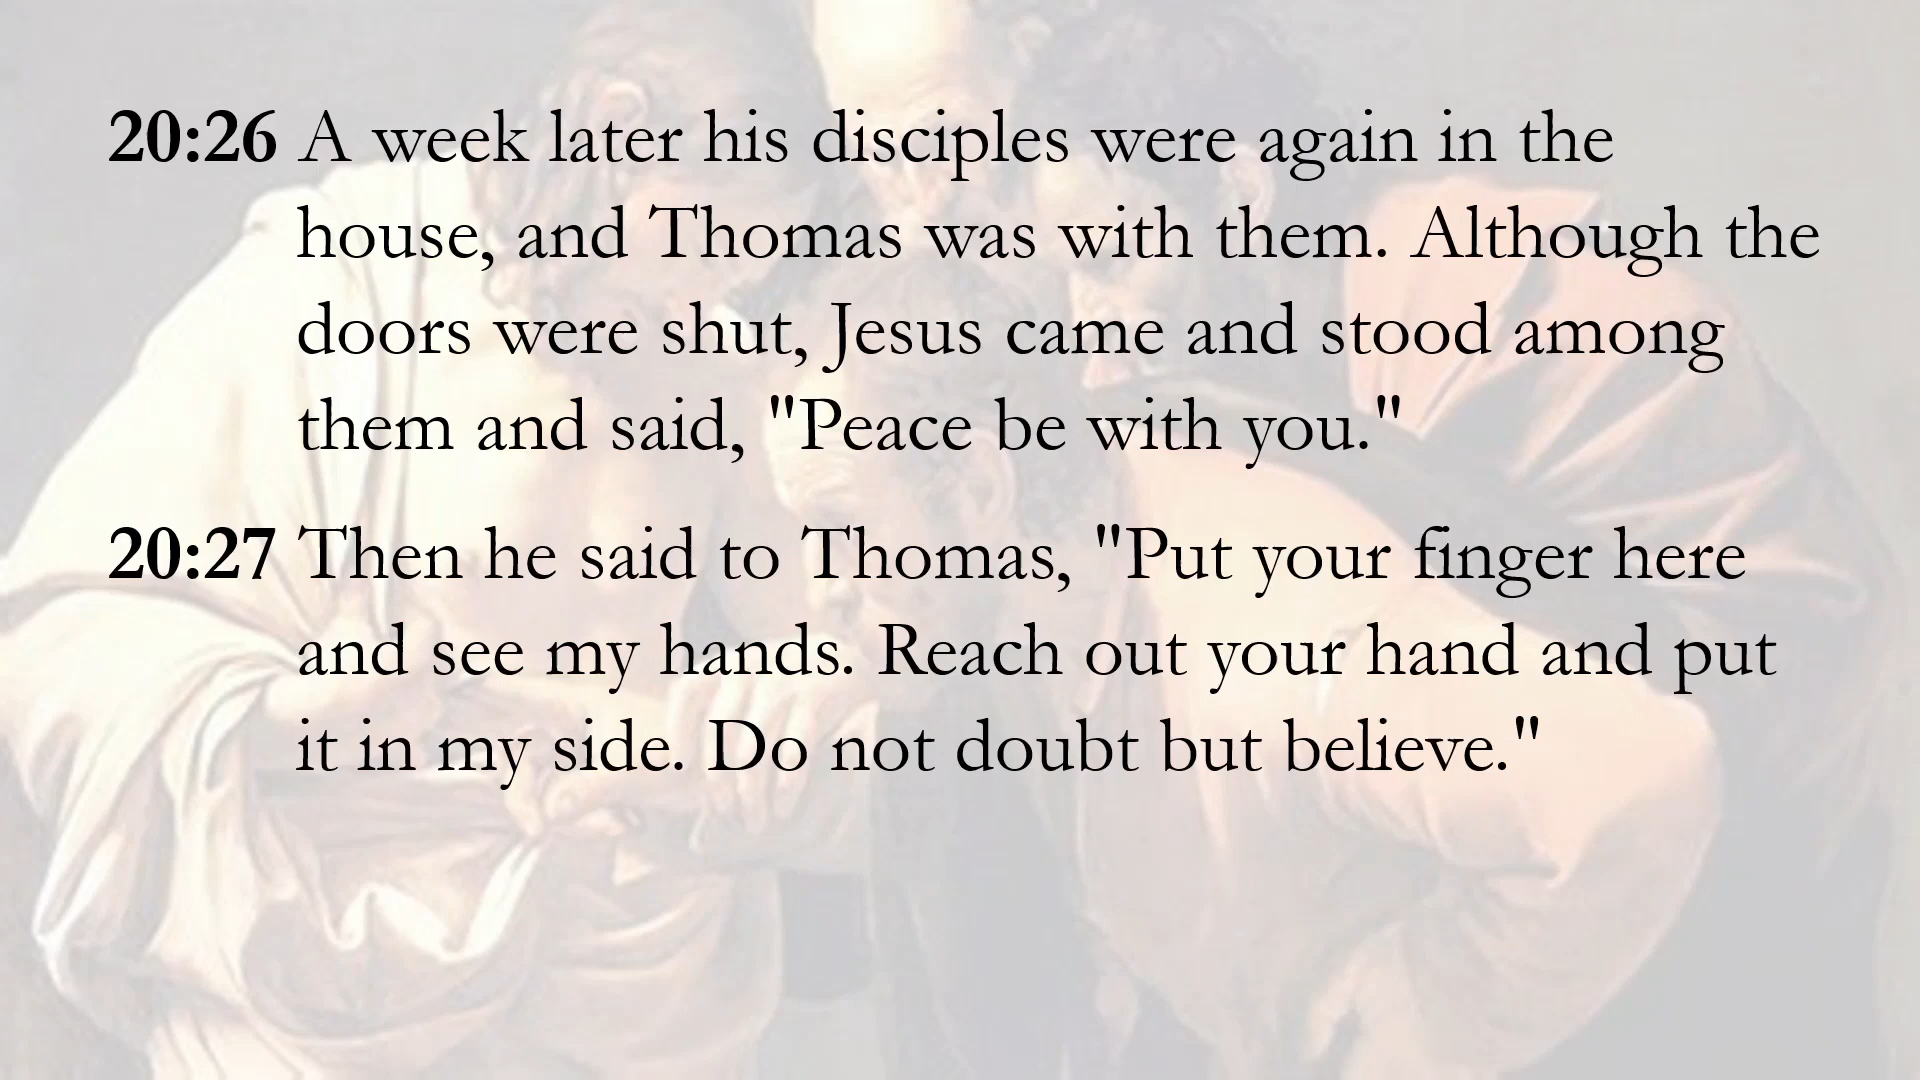 20:26 A week later his disciples were again in the
house, and Thomas was with them. Although the
doors were shut, Jesus came and stood among
them and said, "Peace be with you."
20:27 Then he said to Thomas, "Put your finger here
and see my hands. Reach out your hand and put
it in my side. Do not doubt but believe."